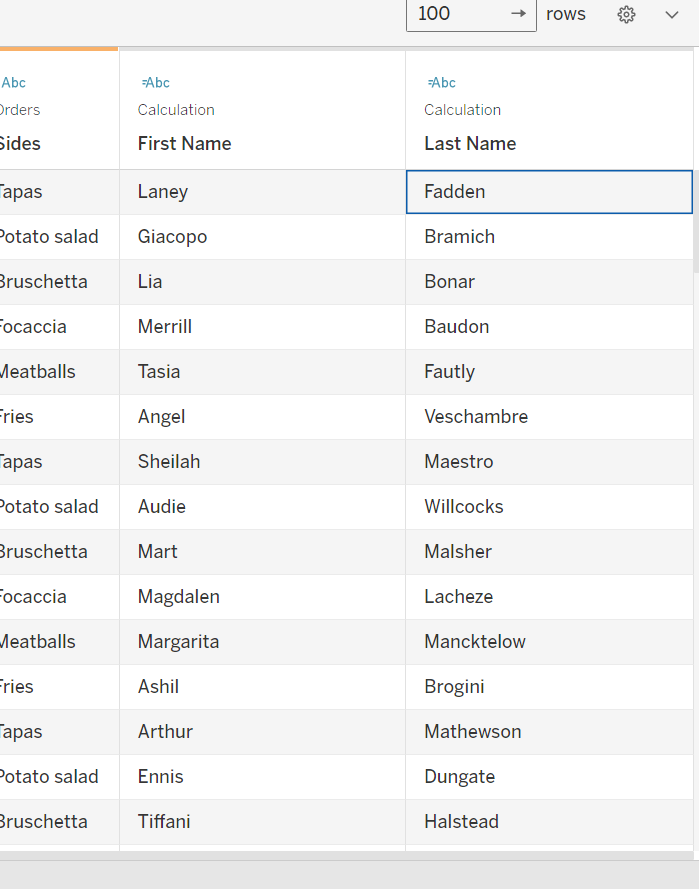 100 → rows
Abc =Abc =Abc
Orders Calculation Calculation
Sides First Name Last Name
Tapas Laney Fadden
Potato salad Giacopo Bramich
Bruschetta Lia Bonar
Focaccia Merrill Baudon
Meatballs Tasia Fautly
Fries Angel Veschambre
Tapas Sheilah Maestro
Potato salad Audie Willcocks
Bruschetta Mart Malsher
Focaccia Magdalen Lacheze
Meatballs Margarita Mancktelow
Fries Ashil Brogini
Tapas Arthur Mathewson
Potato salad Ennis Dungate
Bruschetta Tiffani Halstead